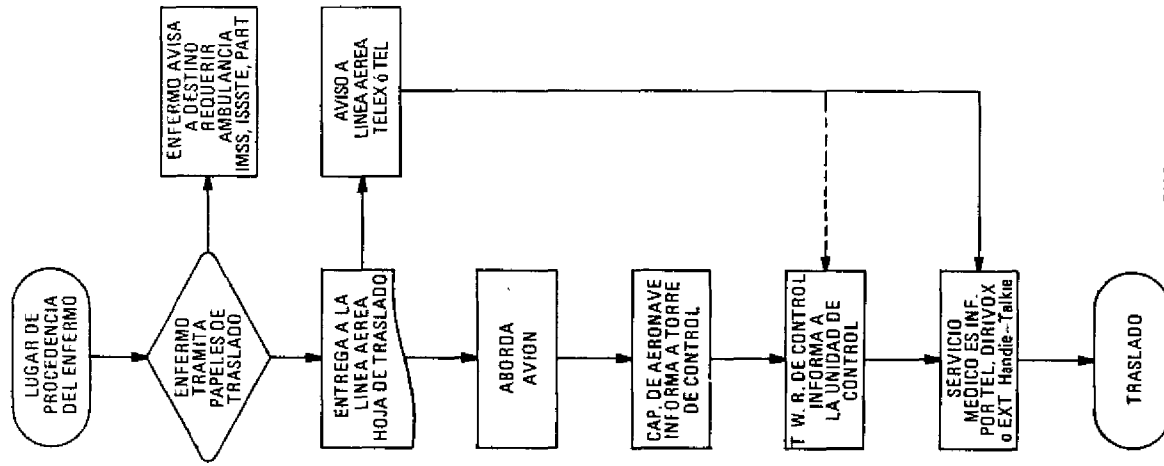 LUGAR DE
PROCEDENCIA
DEL ENFERMO
ENFERMO
TRAMITA
PAPELES DE
TRASLADO
ENFERMO AVISA
A DESTINO
REQUERIR
AMBULANCIA
IMSS, ISSSTE, PART
ENTREGA A LA
LINEA AEREA
HOJA DE TRASLADO
AVISO A
LINEA AEREA
TELEX ó TEL
ABORDA
AVION
CAP. DE AERONAVE
INFORMA A TORRE
DE CONTROL
T W. R. DE CONTROL
INFORMA A
LA UNIDAD DE
CONTROL
SERVICIO
MEDICO ES INF.
POR TEL, DIRIVOX
o EXT Handie-Talkie
TRASLADO